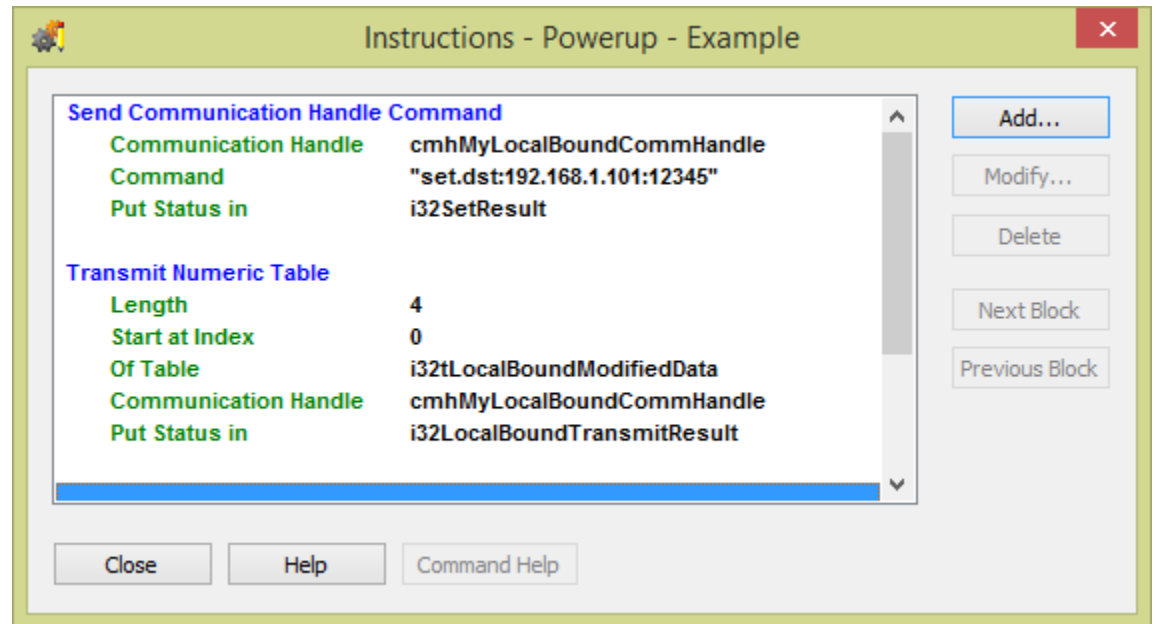 Instructions - Powerup - Example
Send Communication Handle Command
Communication Handle cmhMyLocalBoundCommHandle
Command "set.dst:192.168.1.101:12345"
Put Status in i32SetResult
Transmit Numeric Table
Length 4
Start at Index 0
Of Table i32tLocalBoundModifiedData
Communication Handle cmhMyLocalBoundCommHandle
Put Status in i32LocalBoundTransmitResult
Add...
Modify...
Delete
Next Block
Previous Block
Close Help Command Help